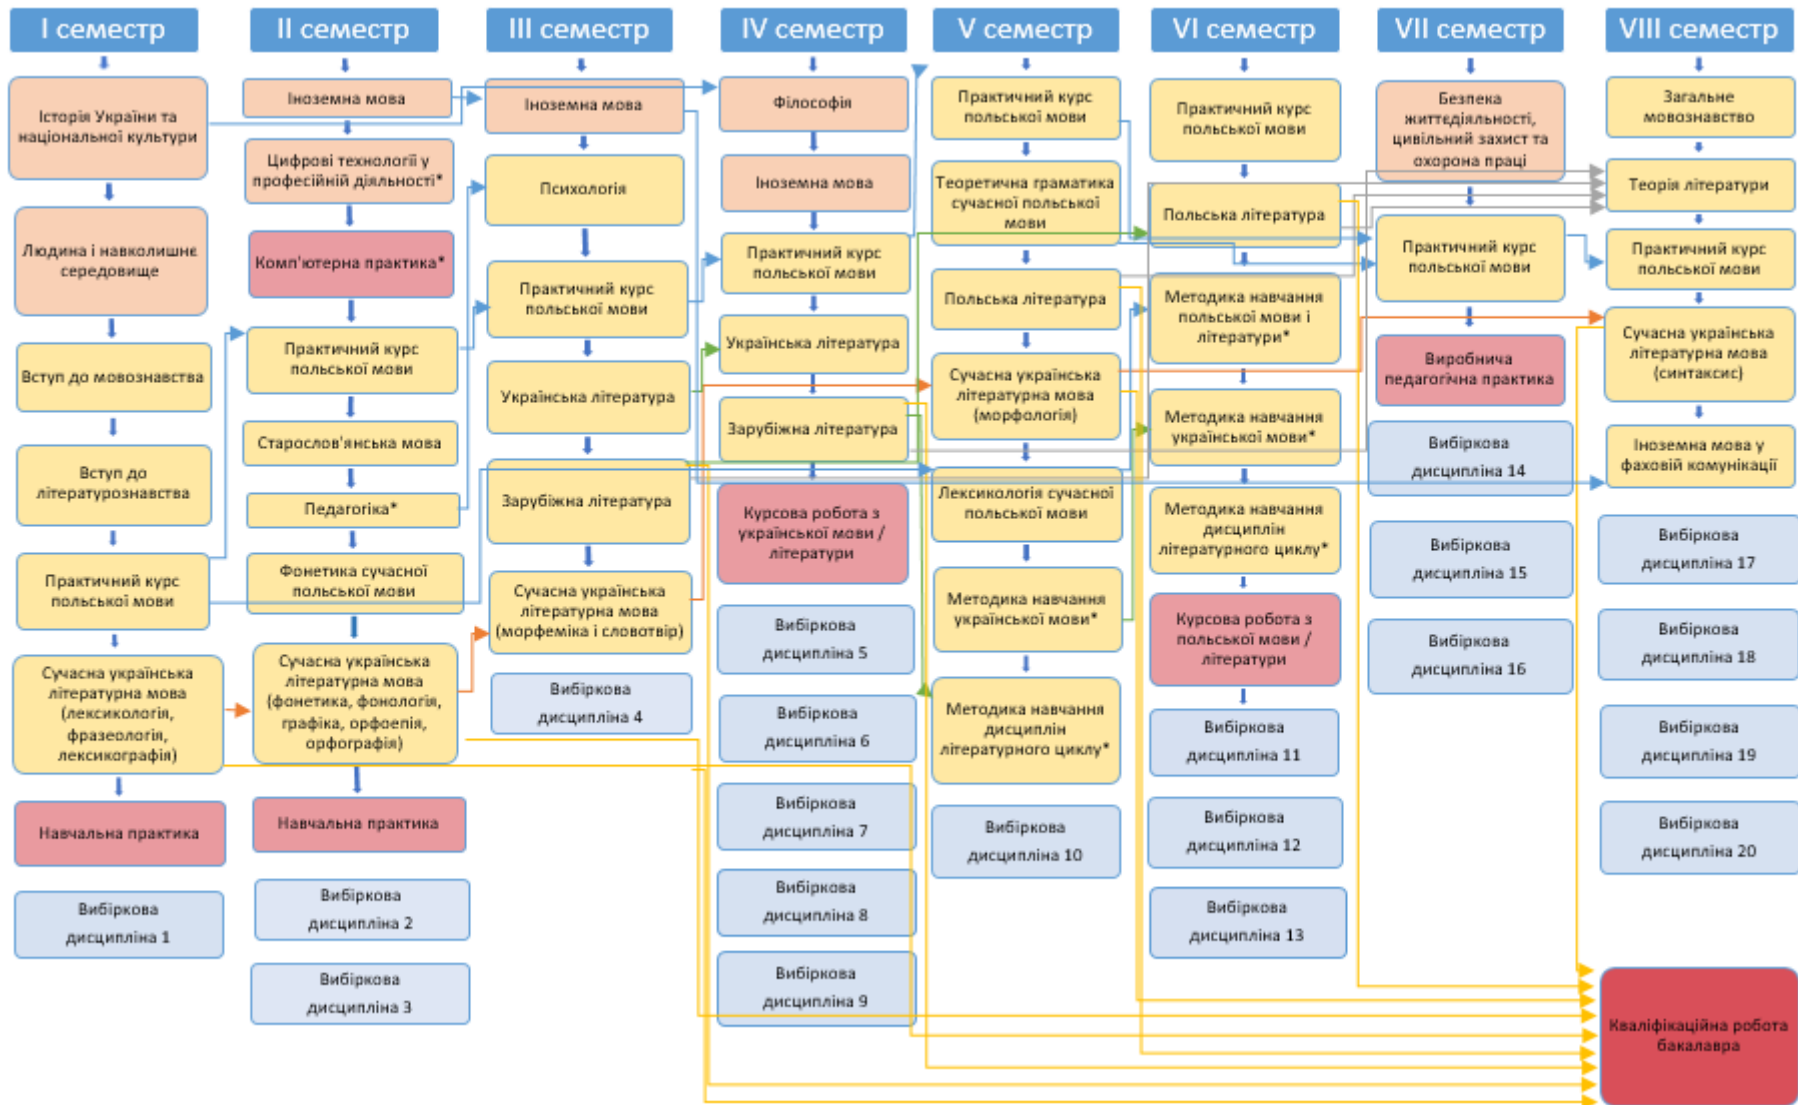 I семестр
Історія України та
національної культури
Людина і навколишнє
середовище
Вступ до мовознавства
Вступ до
літературознавства
Практичний курс
польської мови
Сучасна українська
літературна мова
(лексикологія,
фразеологія,
лексикографія)
Навчальна практика
Вибіркова
дисципліна 1
II семестр
Іноземна мова
Цифрові технології у
професійній діяльності*
Комп'ютерна практика*
Практичний курс
польської мови
Старослов'янська мова
Педагогіка*
Фонетика сучасної
польської мови
Сучасна українська
літературна мова
(фонетика, фонологія,
графіка, орфоепія,
орфографія)
Навчальна практика
Вибіркова
дисципліна 2
Вибіркова
дисципліна 3
III семестр
Іноземна мова
Психологія
Практичний курс
польської мови
Українська література
Зарубіжна література
Сучасна українська
літературна мова
(морфеміка і словотвір)
Вибіркова
дисципліна 4
IV семестр
Філософія
Іноземна мова
Практичний курс
польської мови
Українська література
Зарубіжна література
Курсова робота з
української мови /
літератури
Вибіркова
дисципліна 5
Вибіркова
дисципліна 6
Вибіркова
дисципліна 7
Вибіркова
дисципліна 8
Вибіркова
дисципліна 9
V семестр
Практичний курс
польської мови
Теоретична граматика
сучасної польської
мови
Польська література
Сучасна українська
літературна мова
(морфологія)
Лексикологія сучасної
польської мови
Методика навчання
української мови*
Методика навчання
дисциплін
літературного циклу*
Вибіркова
дисципліна 10
VI семестр
Практичний курс
польської мови
Польська література
Методика навчання
польської мови і
літератури*
Методика навчання
української мови*
Методика навчання
дисциплін
літературного циклу*
Курсова робота з
польської мови /
літератури
Вибіркова
дисципліна 11
Вибіркова
дисципліна 12
Вибіркова
дисципліна 13
VII семестр
Безпека
життєдіяльності,
цивільний захист та
охорона праці
Практичний курс
польської мови
Виробнича
педагогічна практика
Вибіркова
дисципліна 14
Вибіркова
дисципліна 15
Вибіркова
дисципліна 16
VIII семестр
Загальне
мовознавство
Теорія літератури
Практичний курс
польської мови
Сучасна українська
літературна мова
(синтаксис)
Іноземна мова у
фаховій комунікації
Вибіркова
дисципліна 17
Вибіркова
дисципліна 18
Вибіркова
дисципліна 19
Вибіркова
дисципліна 20
Кваліфікаційна робота
бакалавра